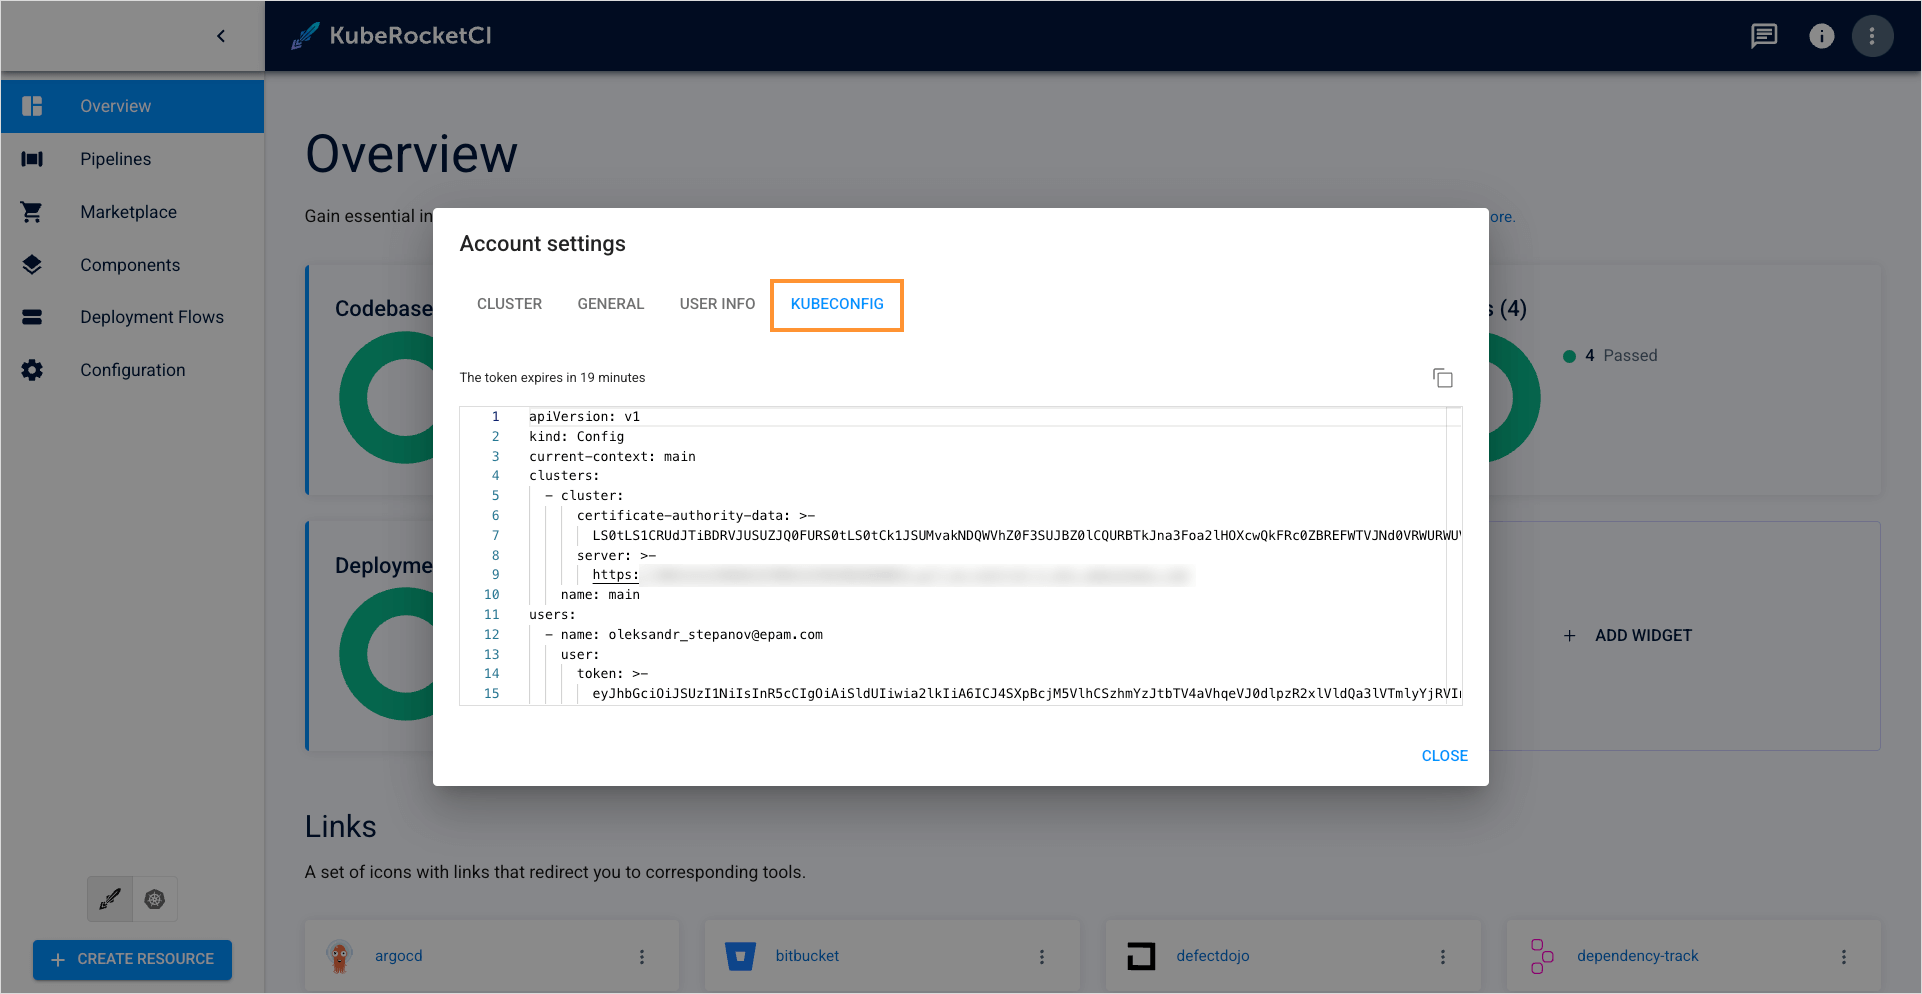 KubeRocketCI
Overview
Pipelines
Marketplace
Components
Deployment Flows
Configuration
CREATE RESOURCE
Overview
Gain essential in
ore.
Codebase
s (4)
4 Passed
Deployme
ADD WIDGET
Account settings
CLUSTER GENERAL USER INFO KUBECONFIG
The token expires in 19 minutes
1 apiVersion: v1
2 kind: Config
3 current-context: main
4 clusters:
5 - cluster:
6 certificate-authority-data: >-
7 LS0tLS1CRUdJTiBDRVJUSUZJQ0FURS0tLS0tCk1JSUMvakNDQWVhZ0F3SUJBZ0lCQURBTkJna3Foa2lHOXcwQkFRc0ZBREFWTVJNd0VRWURWUV
8 server: >-
9 https:
10 name: main
11 users:
12 - name: oleksandr_stepanov@epam.com
13 user:
14 token: >-
15 eyJhbGciOiJSUzI1NiIsInR5cCIgOiAiSldUIiwia2lkIiA6ICJ4SXpBcjM5VlhCSzhmYzJtbTV4aVhqeVJ0dlpzR2xlVldQa3lVTmlyYjRVIn
CLOSE
Links
A set of icons with links that redirect you to corresponding tools.
argocd
bitbucket
defectdojo
dependency-track